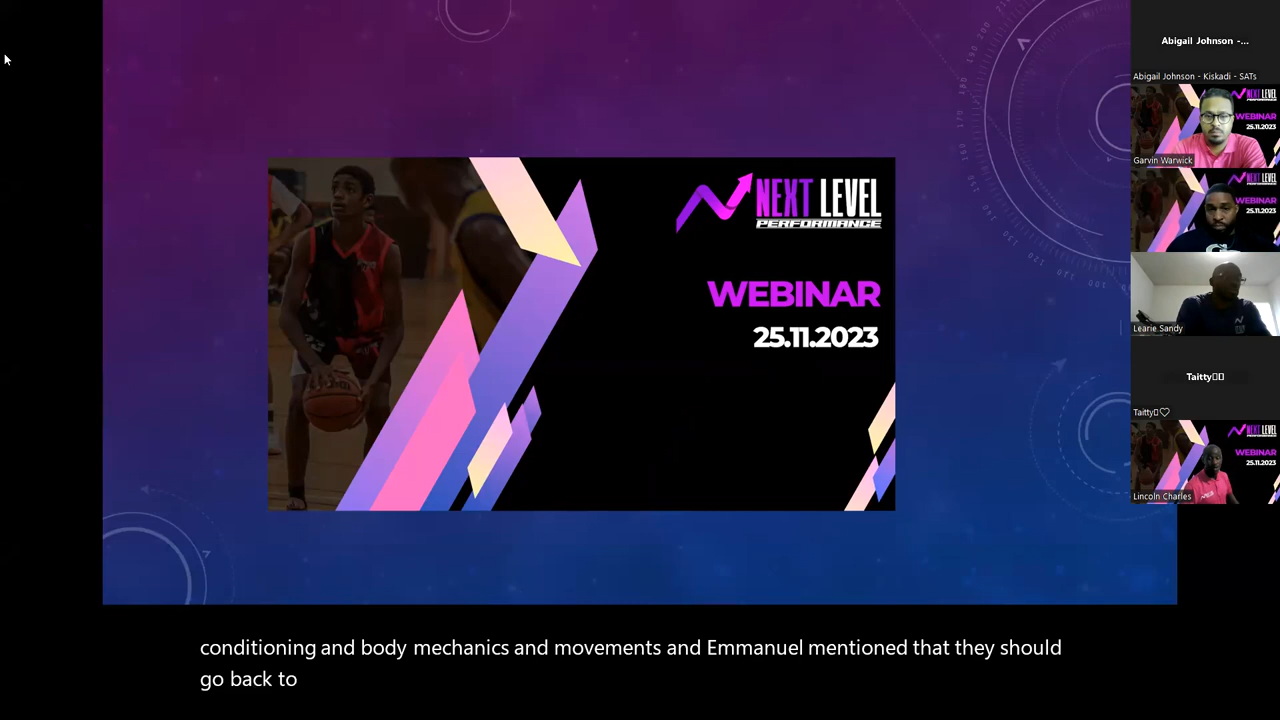 NEXT LEVEL
PERFORMANCE
WEBINAR
25.11.2023
Abigail Johnson -...
Abigail Johnson - Kiskadi - SATs
NEXT LEVEL
WEBINAR
25.11.2023
Garvin Warwick
NEXT LEVEL
WEBINAR
25.11.2023
Learie Sandy
Taitty
Taitty♡
NEXT LEVEL
WEBINAR
25.11.2023
Lincoln Charles
conditioning and body mechanics and movements and Emmanuel mentioned that they should
go back to